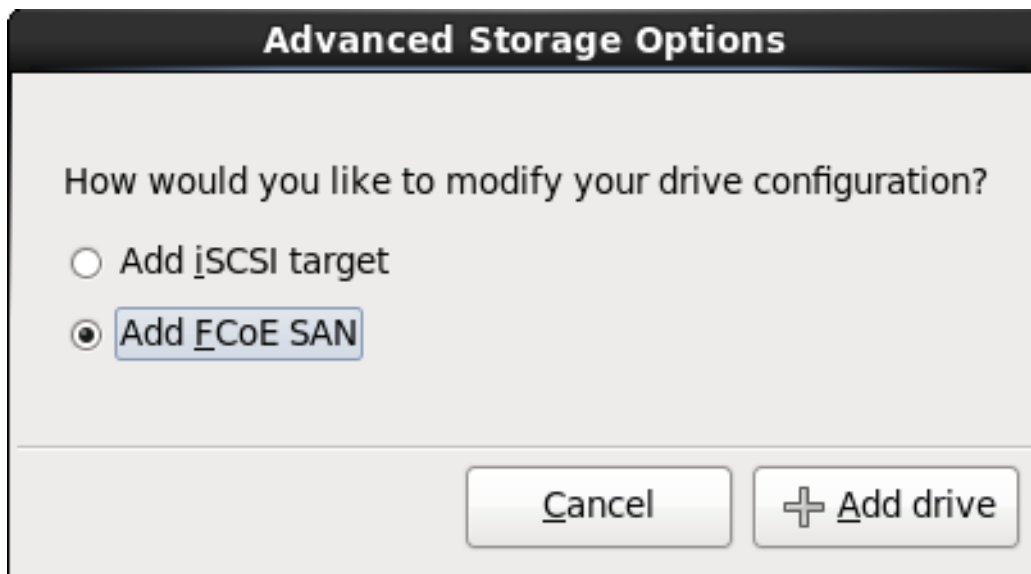 Advanced Storage Options
How would you like to modify your drive configuration?
Add iSCSI target
Add FCoE SAN
Cancel
Add drive